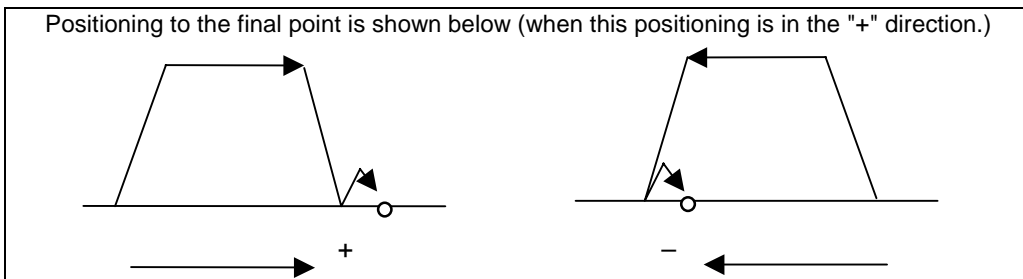 Positioning to the final point is shown below (when this positioning is in the "+" direction.)
+
–